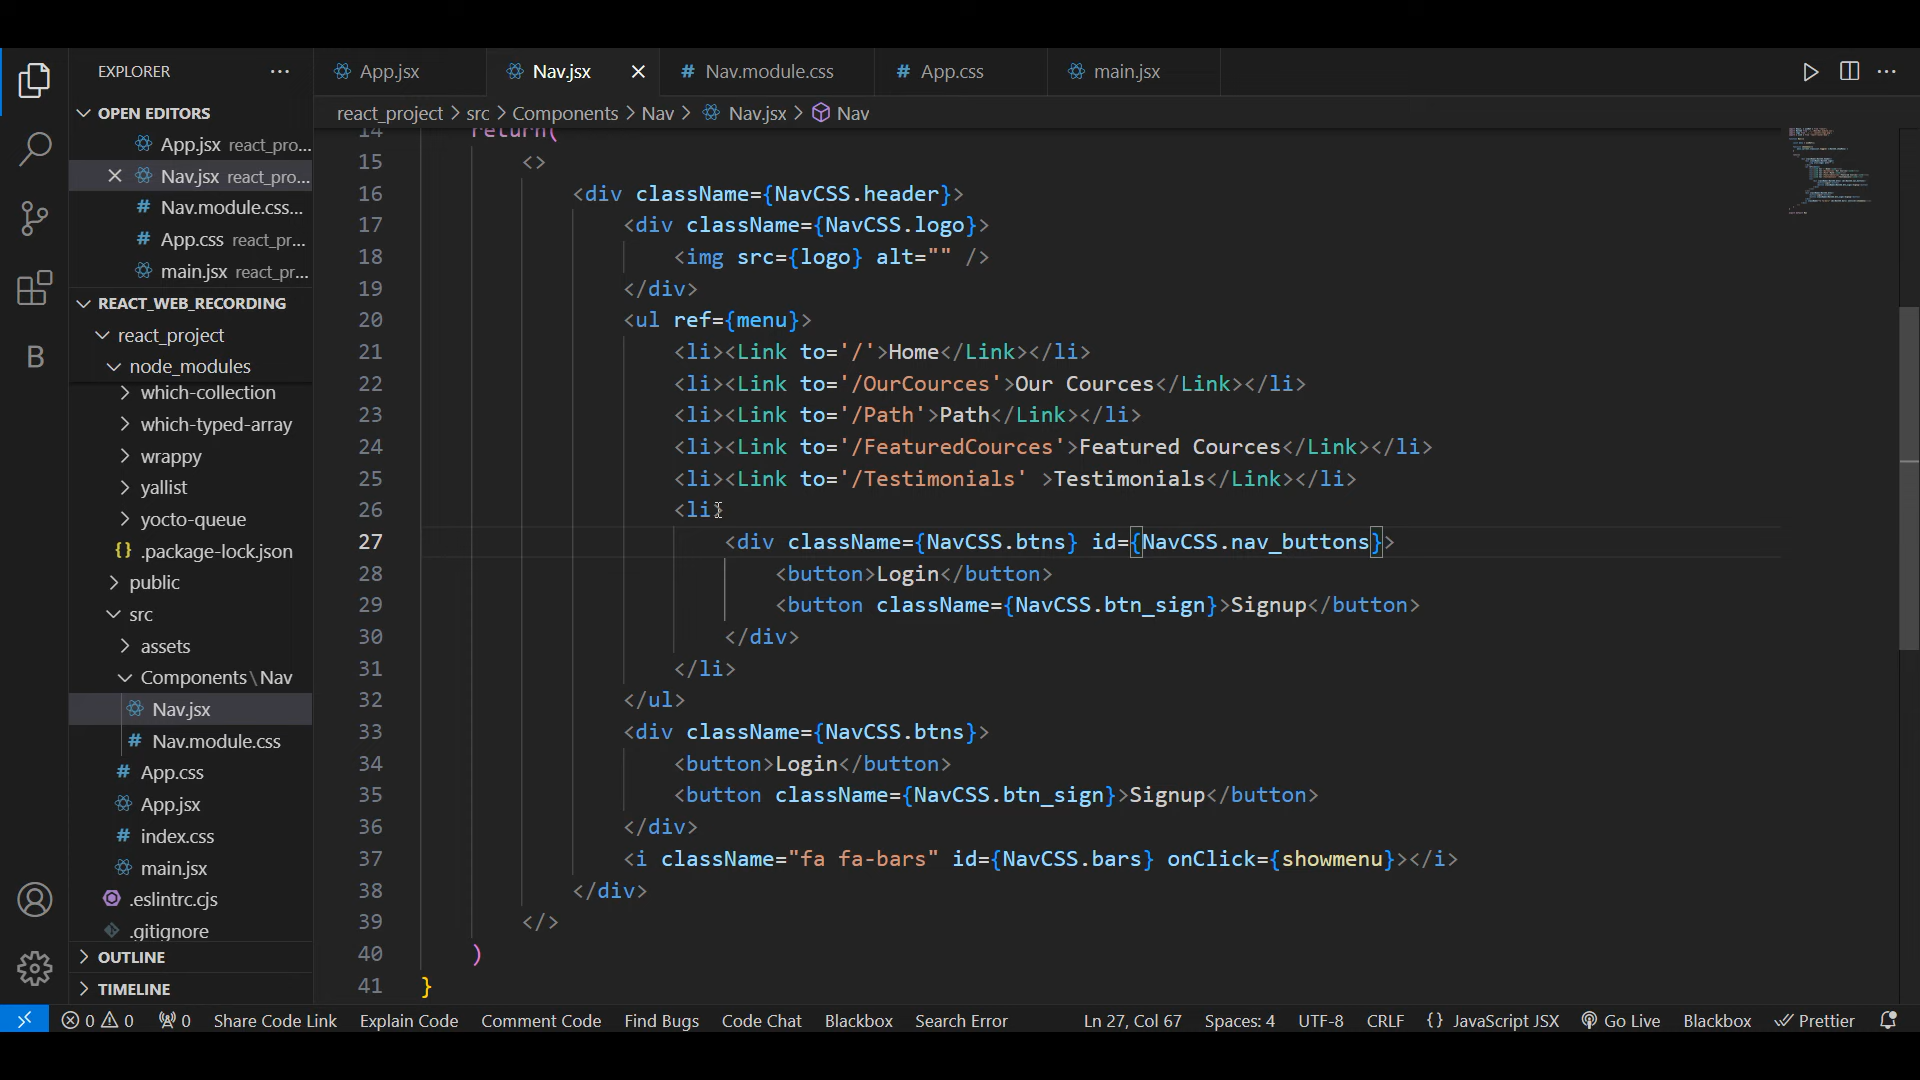 EXPLORER
OPEN EDITORS
App.jsx react_pro...
Nav.jsx react_pro...
Nav.module.css...
App.css react_pr...
main.jsx react_pr...
REACT_WEB_RECORDING
react_project
node_modules
which-collection
which-typed-array
wrappy
yallist
yocto-queue
.package-lock.json
public
src
assets
Components\Nav
Nav.jsx
Nav.module.css
App.css
App.jsx
index.css
main.jsx
.eslintrc.cjs
.gitignore
OUTLINE
TIMELINE
App.jsx Nav.jsx Nav.module.css App.css main.jsx
react_project > src > Components > Nav > Nav.jsx > Nav
14 return(
15 <>
16 <div className={NavCSS.header}>
17 <div className={NavCSS.logo}>
18 <img src={logo} alt="" />
19 </div>
20 <ul ref={menu}>
21 <li><Link to='/'>Home</Link></li>
22 <li><Link to='/OurCources'>Our Cources</Link></li>
23 <li><Link to='/Path'>Path</Link></li>
24 <li><Link to='/FeaturedCources'>Featured Cources</Link></li>
25 <li><Link to='/Testimonials' >Testimonials</Link></li>
26 <li>
27 <div className={NavCSS.btns} id={NavCSS.nav_buttons}>
28 <button>Login</button>
29 <button className={NavCSS.btn_sign}>Signup</button>
30 </div>
31 </li>
32 </ul>
33 <div className={NavCSS.btns}>
34 <button>Login</button>
35 <button className={NavCSS.btn_sign}>Signup</button>
36 </div>
37 <i className="fa fa-bars" id={NavCSS.bars} onClick={showmenu}></i>
38 </div>
39 </>
40 )
41 }
0 0 0 Share Code Link Explain Code Comment Code Find Bugs Code Chat Blackbox Search Error Ln 27, Col 67 Spaces: 4 UTF-8 CRLF {} JavaScript JSX Go Live Blackbox Prettier